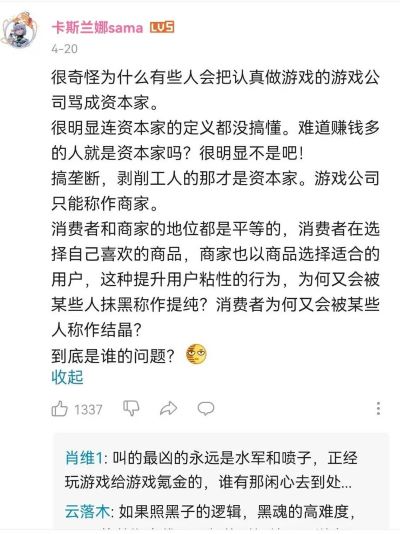 卡斯兰娜sama LV5
4-20
很奇怪为什么有些人会把认真做游戏的游戏公
司骂成资本家。
很明显连资本家的定义都没搞懂。难道赚钱多
的人就是资本家吗？很明显不是吧！
搞垄断，剥削工人的那才是资本家。游戏公司
只能称作商家。
消费者和商家的地位都是平等的，消费者在选
择自己喜欢的商品，商家也以商品选择适合的
用户，这种提升用户粘性的行为，为何又会被
某些人抹黑称作提纯？消费者为何又会被某些
人称作结晶？
到底是谁的问题？
收起
1337
肖维1: 叫的最凶的永远是水军和喷子，正经
玩游戏给游戏氪金的，谁有那闲心去到处...
云落木: 如果照黑子的逻辑，黑魂的高难度，